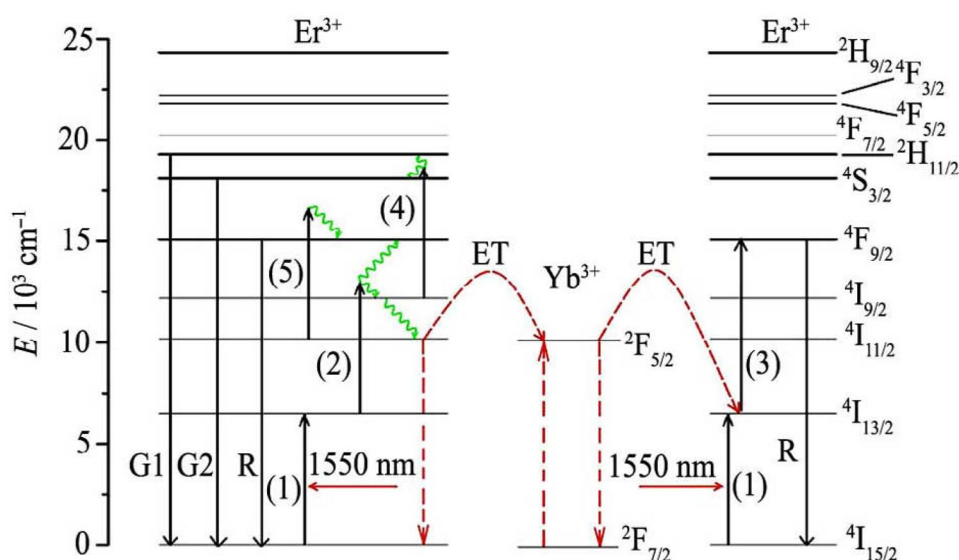 Er³⁺
Er³⁺
25
20
15
10
5
0
E / 10³ cm⁻¹
²H₉/₂
⁴F₃/₂
⁴F₅/₂
⁴F₇/₂
²H₁₁/₂
⁴S₃/₂
⁴F₉/₂
⁴I₉/₂
⁴I₁₁/₂
⁴I₁₃/₂
⁴I₁₅/₂
(4)
(5)
(2)
ET
Yb³⁺
ET
²F₅/₂
(3)
G1
G2
R
(1)
1550 nm
1550 nm
(1)
R
²F₇/₂